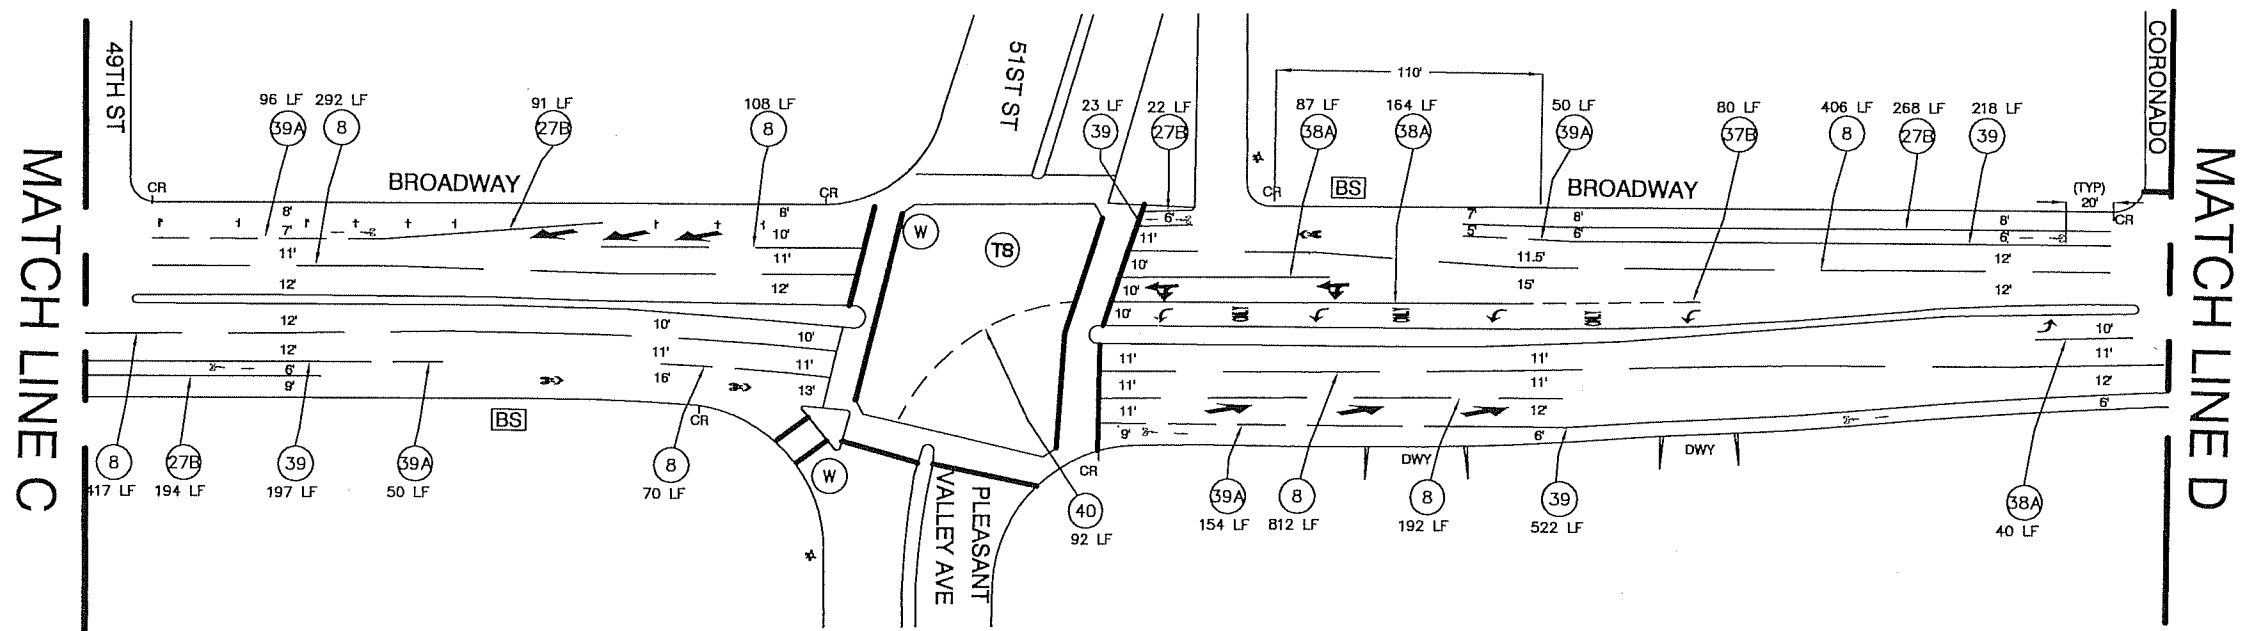 MATCH LINE C
49TH ST
51ST ST
CORONADO
MATCH LINE D
110'
96 LF
292 LF
91 LF
108 LF
23 LF
22 LF
87 LF
164 LF
50 LF
80 LF
406 LF
268 LF
218 LF
39A
8
27B
8
39
27B
38A
38A
39A
37B
8
27B
39
CR
BROADWAY
CR
CR
BS
BROADWAY
(TYP)
20'
CR
8'
7'
11'
12'
8'
10'
11'
12'
W
T8
6'
11'
10'
10'
10'
7'
5'
8'
6'
11.5'
15'
8'
6'
12'
12'
ONLY
ONLY
ONLY
12'
12'
6'
9'
10'
11'
16'
10'
11'
13'
11'
11'
11'
9'
11'
11'
12'
6'
10'
11'
12'
6'
BS
CR
CR
DWY
DWY
8
27B
39
39A
8
W
40
39A
8
8
39
38A
417 LF
194 LF
197 LF
50 LF
70 LF
92 LF
154 LF
812 LF
192 LF
522 LF
40 LF
PLEASANT
VALLEY AVE